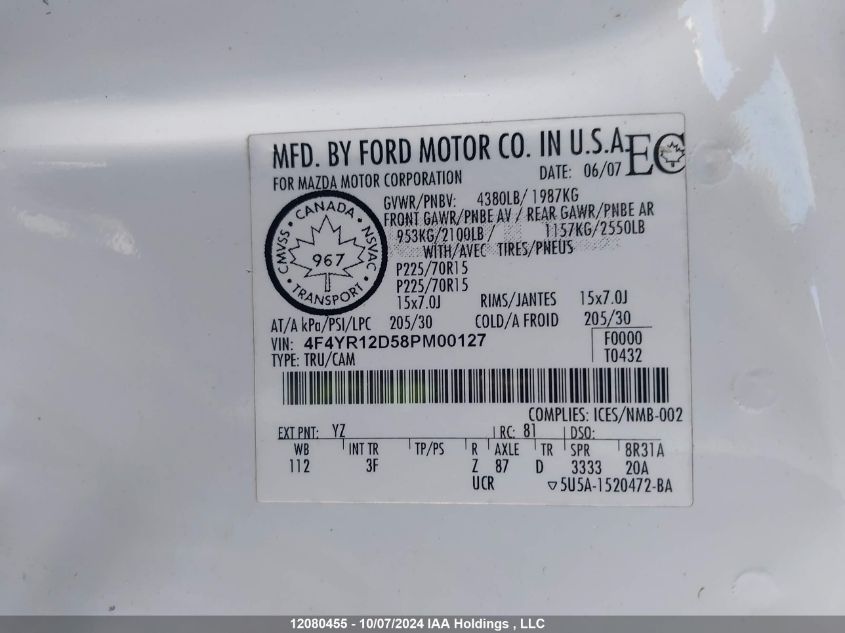 MFD. BY FORD MOTOR CO. IN U.S.A.
EC
FOR MAZDA MOTOR CORPORATION
DATE: 06/07
GVWR/PNBV: 4380LB/ 1987KG
FRONT GAWR/PNBE AV / REAR GAWR/PNBE AR
953KG/2100LB / 1157KG/2550LB
WITH/AVEC TIRES/PNEUS
P225/70R15
P225/70R15
15x7.0J RIMS/JANTES 15x7.0J
CANADA
CMVSS
NSVAC
967
TRANSPORT
AT/A kPa/PSI/LPC 205/30 COLD/A FROID 205/30
VIN: 4F4YR12D58PM00127
F0000
TYPE: TRU/CAM
T0432
COMPLIES: ICES/NMB-002
EXT PNT: YZ RC: 81 DSO:
WB INT TR TP/PS R AXLE TR SPR 8R31A
112 3F Z 87 D 3333 20A
UCR ▽5U5A-1520472-BA
12080455 - 10/07/2024 IAA Holdings , LLC